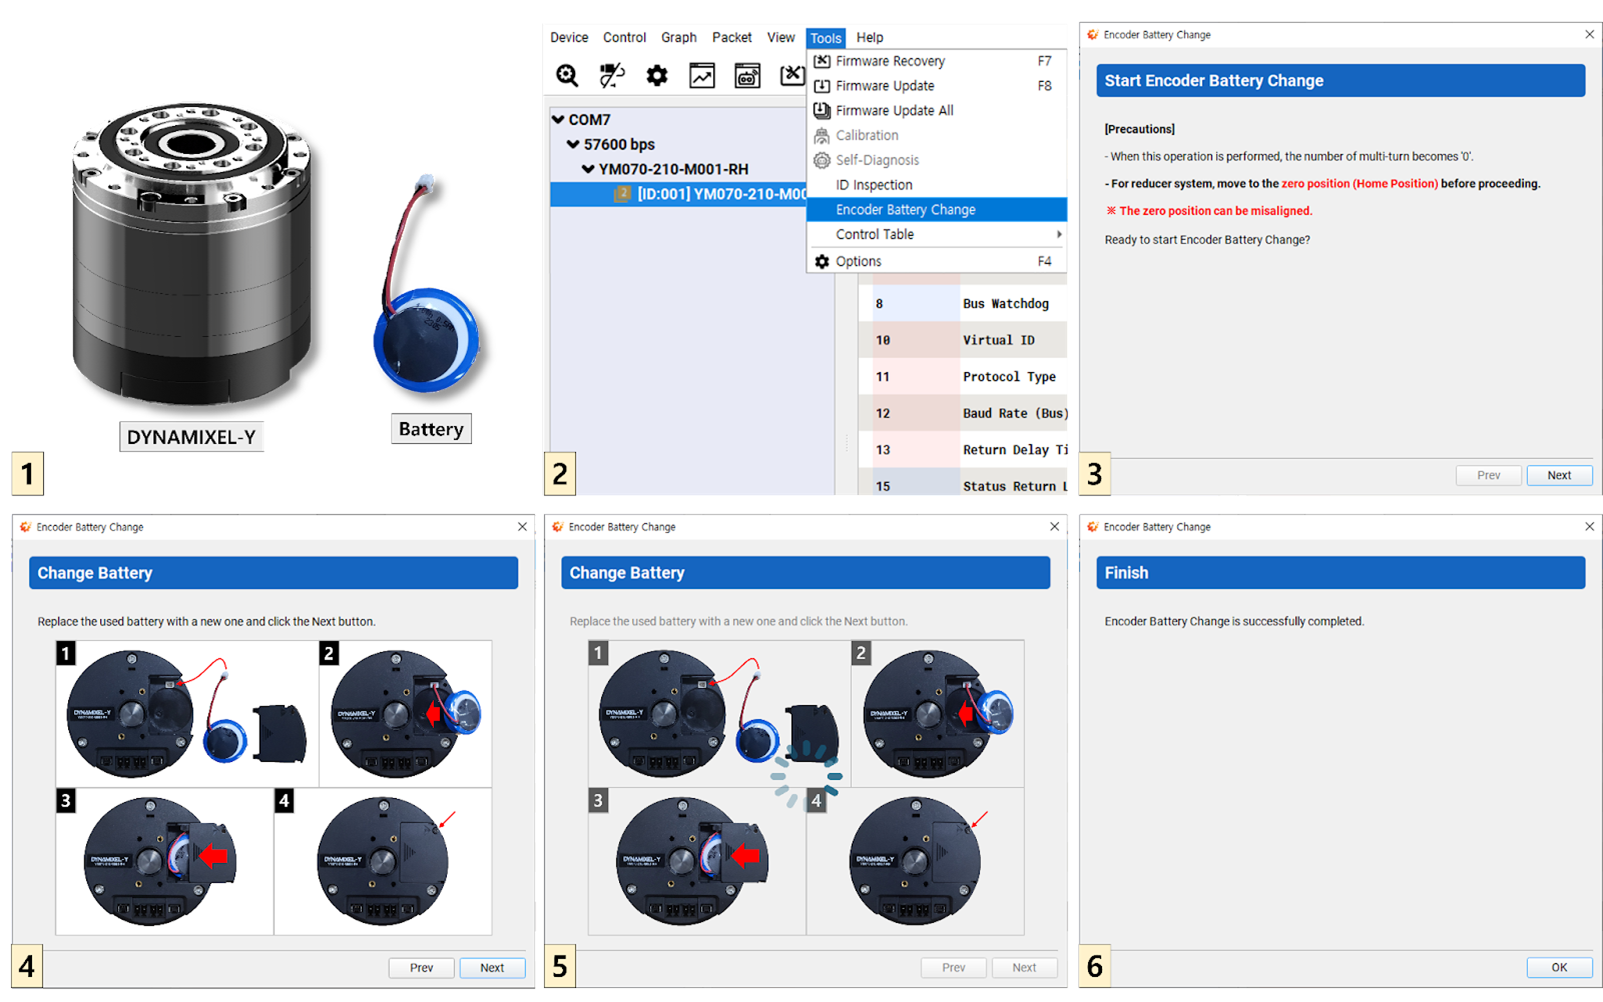 DYNAMIXEL-Y
Battery
1
Device Control Graph Packet View Tools Help
Firmware Recovery F7
Firmware Update F8
Firmware Update All
Calibration
Self-Diagnosis
ID Inspection
Encoder Battery Change
Control Table
Options F4
COM7
57600 bps
YM070-210-M001-RH
[ID:001] YM070-210-M00
8 Bus Watchdog
10 Virtual ID
11 Protocol Type
12 Baud Rate (Bus)
13 Return Delay Ti
15 Status Return L
2
Encoder Battery Change
Start Encoder Battery Change
[Precautions]
- When this operation is performed, the number of multi-turn becomes '0'.
- For reducer system, move to the zero position (Home Position) before proceeding.
※ The zero position can be misaligned.
Ready to start Encoder Battery Change?
Prev Next
3
Encoder Battery Change
Change Battery
Replace the used battery with a new one and click the Next button.
1
DYNAMIXEL-Y
2
DYNAMIXEL-Y
3
DYNAMIXEL-Y
4
DYNAMIXEL-Y
Prev Next
4
Encoder Battery Change
Change Battery
Replace the used battery with a new one and click the Next button.
1
DYNAMIXEL-Y
2
DYNAMIXEL-Y
3
DYNAMIXEL-Y
4
DYNAMIXEL-Y
Prev Next
5
Encoder Battery Change
Finish
Encoder Battery Change is successfully completed.
OK
6